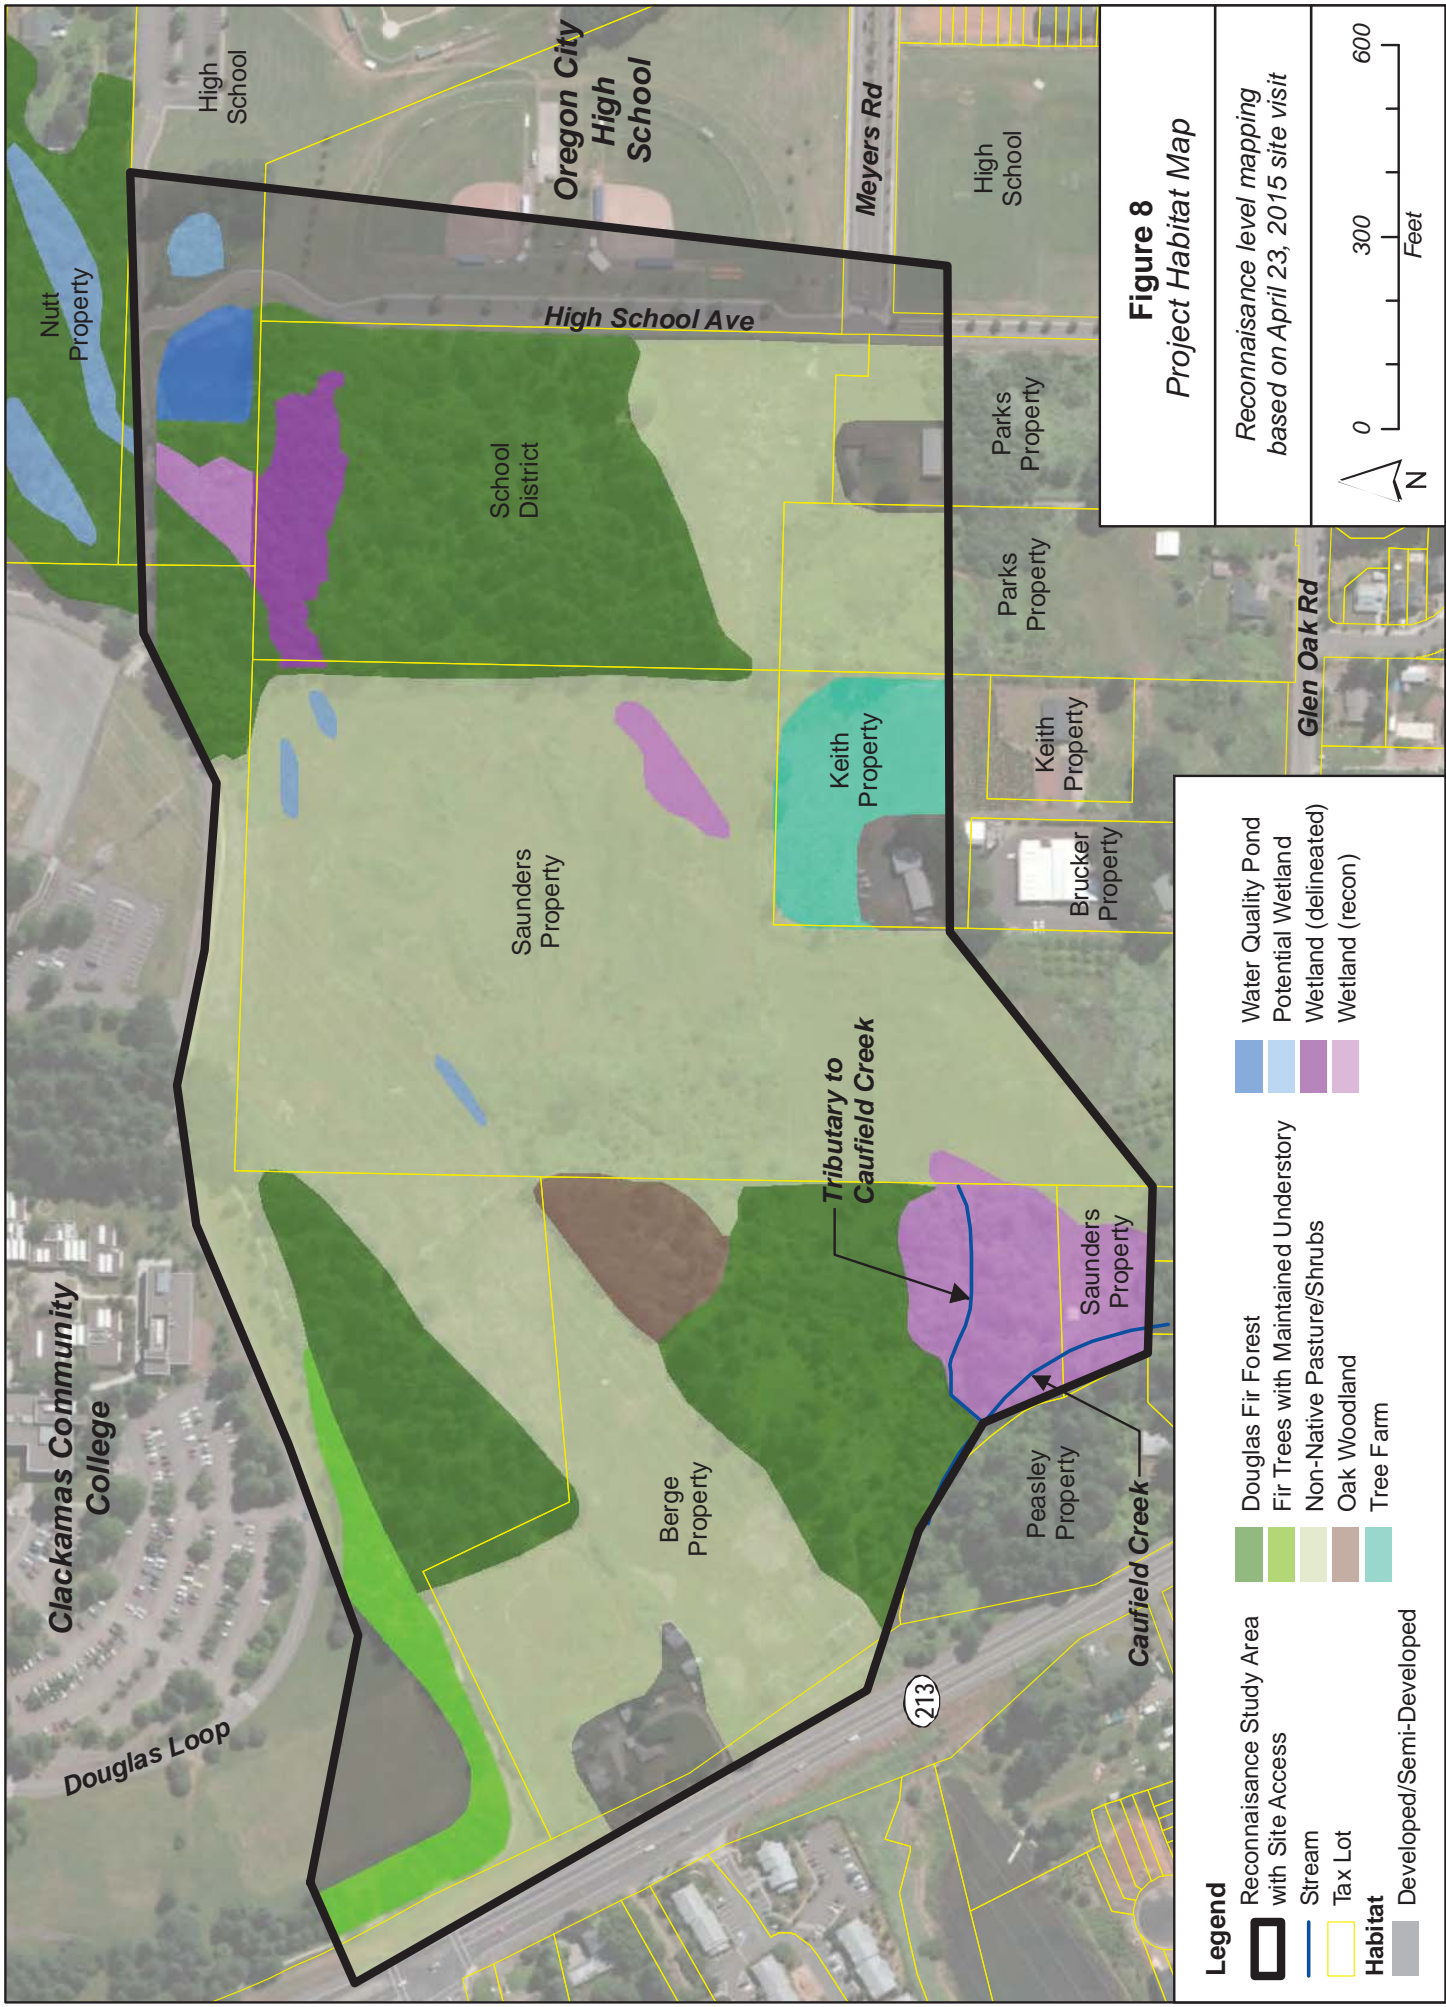 Clackamas Community
College
Douglas Loop
Nutt
Property
High
School
Oregon City
High
School
High School Ave
Meyers Rd
High
School
School
District
Saunders
Property
Berge
Property
Keith
Property
Parks
Property
Parks
Property
Keith
Property
Brucker
Property
Tributary to
Caufield Creek
Saunders
Property
Peasley
Property
Caufield Creek
213
Glen Oak Rd
Legend
Reconnaisance Study Area
with Site Access
Stream
Tax Lot
Habitat
Developed/Semi-Developed
Douglas Fir Forest
Fir Trees with Maintained Understory
Non-Native Pasture/Shrubs
Oak Woodland
Tree Farm
Water Quality Pond
Potential Wetland
Wetland (delineated)
Wetland (recon)
Figure 8
Project Habitat Map
Reconnaisance level mapping
based on April 23, 2015 site visit
N
0 300 600
Feet